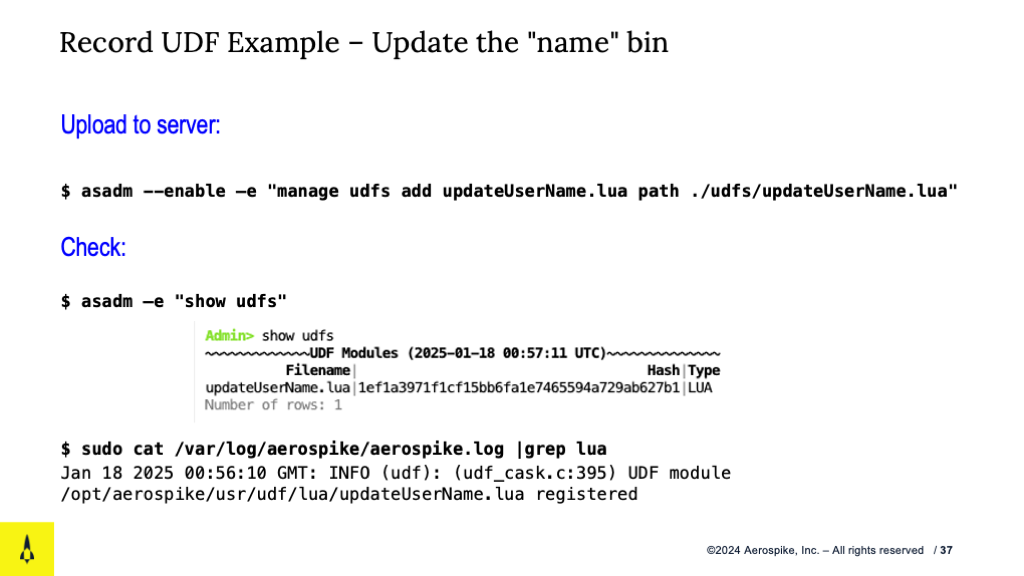 Record UDF Example – Update the "name" bin
Upload to server:
$ asadm --enable –e "manage udfs add updateUserName.lua path ./udfs/updateUserName.lua"
Check:
$ asadm –e "show udfs"
Admin> show udfs
~~~~~~~~~~~~~~UDF Modules (2025-01-18 00:57:11 UTC)~~~~~~~~~~~~~~~
Filename| Hash|Type
updateUserName.lua|1ef1a3971f1cf15bb6fa1e7465594a729ab627b1|LUA
Number of rows: 1
$ sudo cat /var/log/aerospike/aerospike.log |grep lua
Jan 18 2025 00:56:10 GMT: INFO (udf): (udf_cask.c:395) UDF module
/opt/aerospike/usr/udf/lua/updateUserName.lua registered
©2024 Aerospike, Inc. – All rights reserved / 37